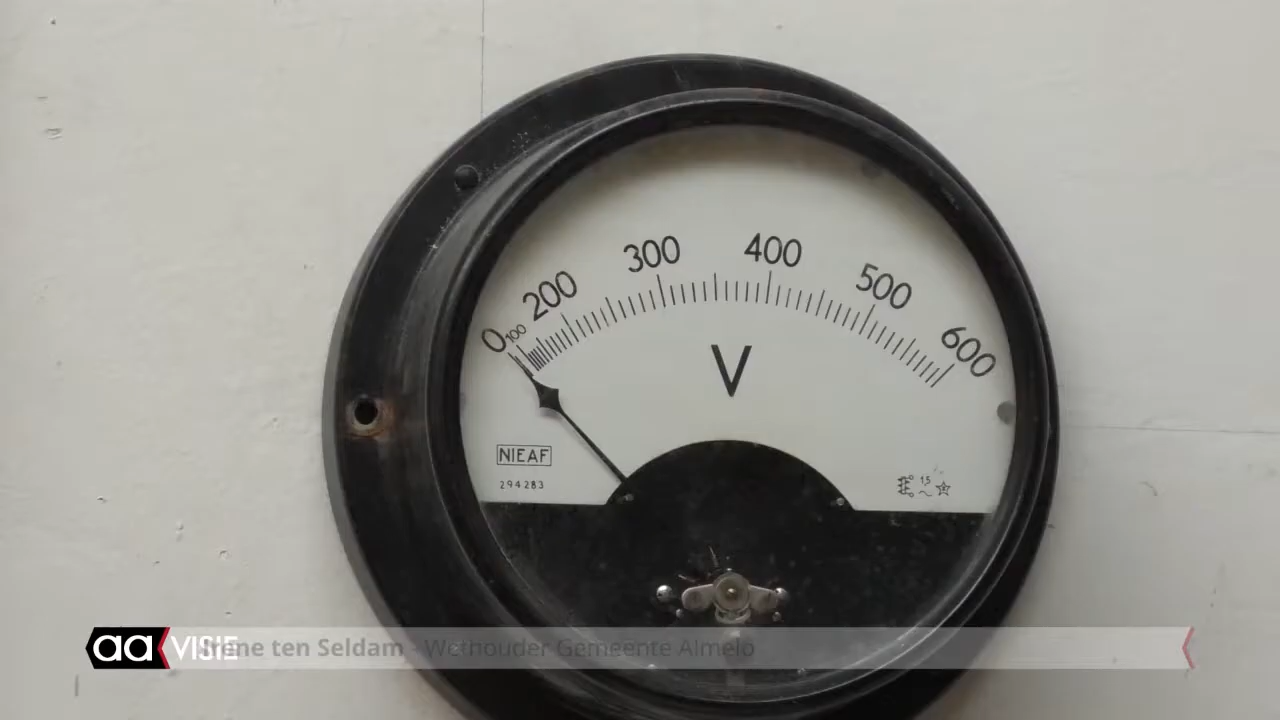 0 100 200 300 400 500 600
V
NIEAF
294283
1,5
aa VISIE
Irene ten Seldam - Wethouder Gemeente Almelo